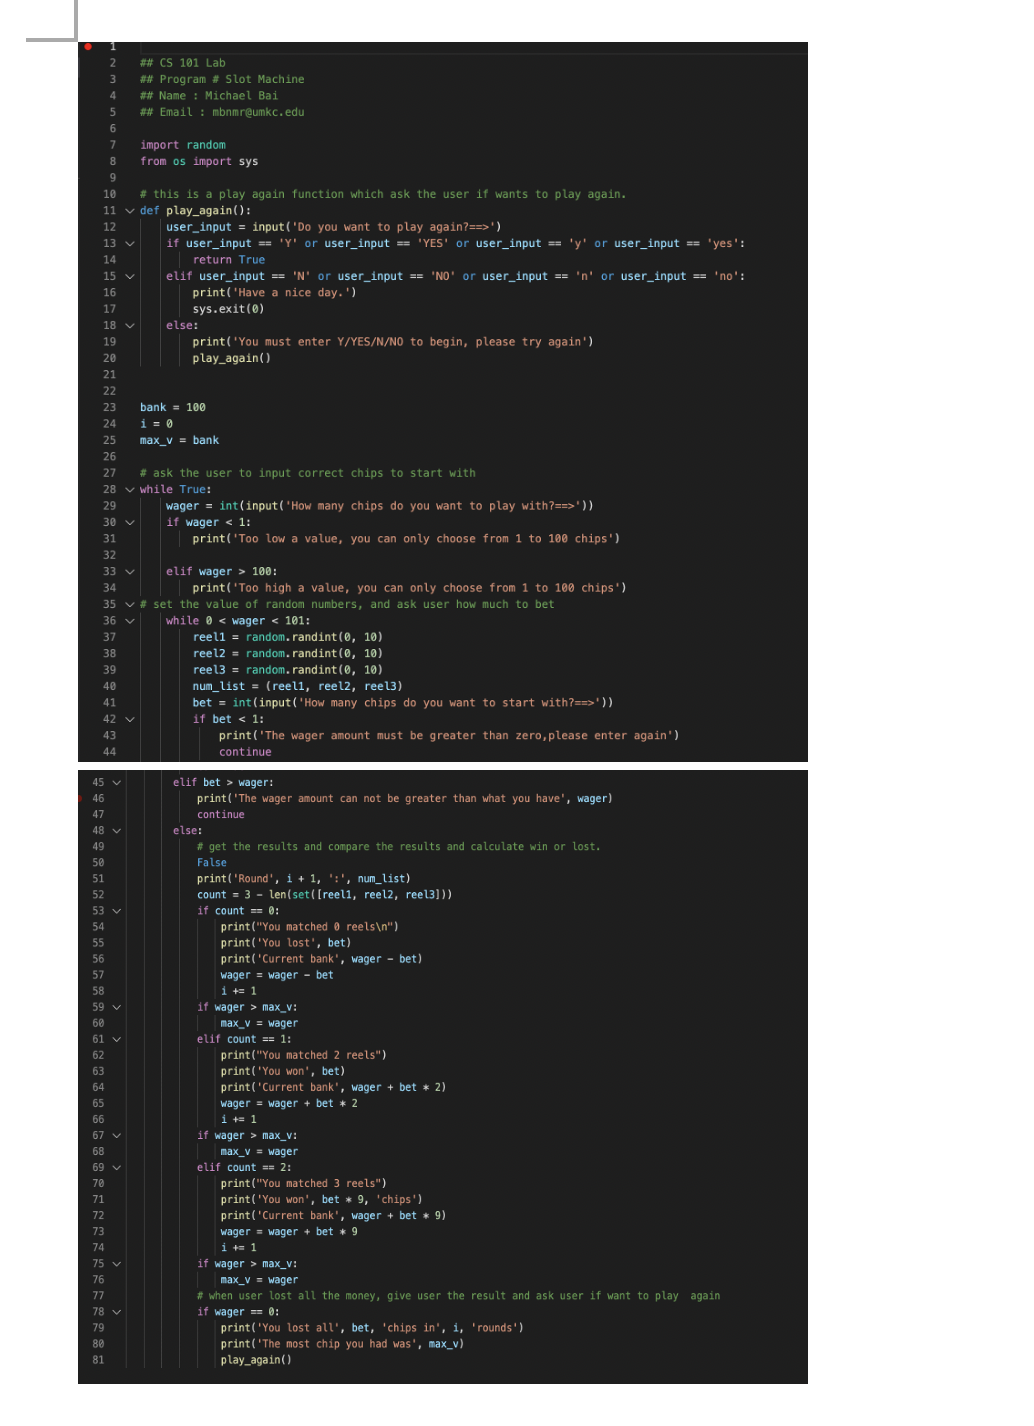 1
2 ## CS 101 Lab
3 ## Program # Slot Machine
4 ## Name : Michael Bai
5 ## Email : mbnmr@umkc.edu
6
7 import random
8 from os import sys
9
10 # this is a play again function which ask the user if wants to play again.
11 def play_again():
12     user_input = input('Do you want to play again?==>')
13     if user_input == 'Y' or user_input == 'YES' or user_input == 'y' or user_input == 'yes':
14         return True
15     elif user_input == 'N' or user_input == 'NO' or user_input == 'n' or user_input == 'no':
16         print('Have a nice day.')
17         sys.exit(0)
18     else:
19         print('You must enter Y/YES/N/NO to begin, please try again')
20         play_again()
21
22
23 bank = 100
24 i = 0
25 max_v = bank
26
27 # ask the user to input correct chips to start with
28 while True:
29     wager = int(input('How many chips do you want to play with?==>'))
30     if wager < 1:
31         print('Too low a value, you can only choose from 1 to 100 chips')
32
33     elif wager > 100:
34         print('Too high a value, you can only choose from 1 to 100 chips')
35 # set the value of random numbers, and ask user how much to bet
36     while 0 < wager < 101:
37         reel1 = random.randint(0, 10)
38         reel2 = random.randint(0, 10)
39         reel3 = random.randint(0, 10)
40         num_list = (reel1, reel2, reel3)
41         bet = int(input('How many chips do you want to start with?==>'))
42         if bet < 1:
43             print('The wager amount must be greater than zero,please enter again')
44             continue
45         elif bet > wager:
46             print('The wager amount can not be greater than what you have', wager)
47             continue
48         else:
49             # get the results and compare the results and calculate win or lost.
50             False
51             print('Round', i + 1, ':', num_list)
52             count = 3 - len(set([reel1, reel2, reel3]))
53             if count == 0:
54                 print("You matched 0 reels\n")
55                 print('You lost', bet)
56                 print('Current bank', wager - bet)
57                 wager = wager - bet
58                 i += 1
59             if wager > max_v:
60                 max_v = wager
61             elif count == 1:
62                 print("You matched 2 reels")
63                 print('You won', bet)
64                 print('Current bank', wager + bet * 2)
65                 wager = wager + bet * 2
66                 i += 1
67             if wager > max_v:
68                 max_v = wager
69             elif count == 2:
70                 print("You matched 3 reels")
71                 print('You won', bet * 9, 'chips')
72                 print('Current bank', wager + bet * 9)
73                 wager = wager + bet * 9
74                 i += 1
75             if wager > max_v:
76                 max_v = wager
77             # when user lost all the money, give user the result and ask user if want to play  again
78             if wager == 0:
79                 print('You lost all', bet, 'chips in', i, 'rounds')
80                 print('The most chip you had was', max_v)
81                 play_again()